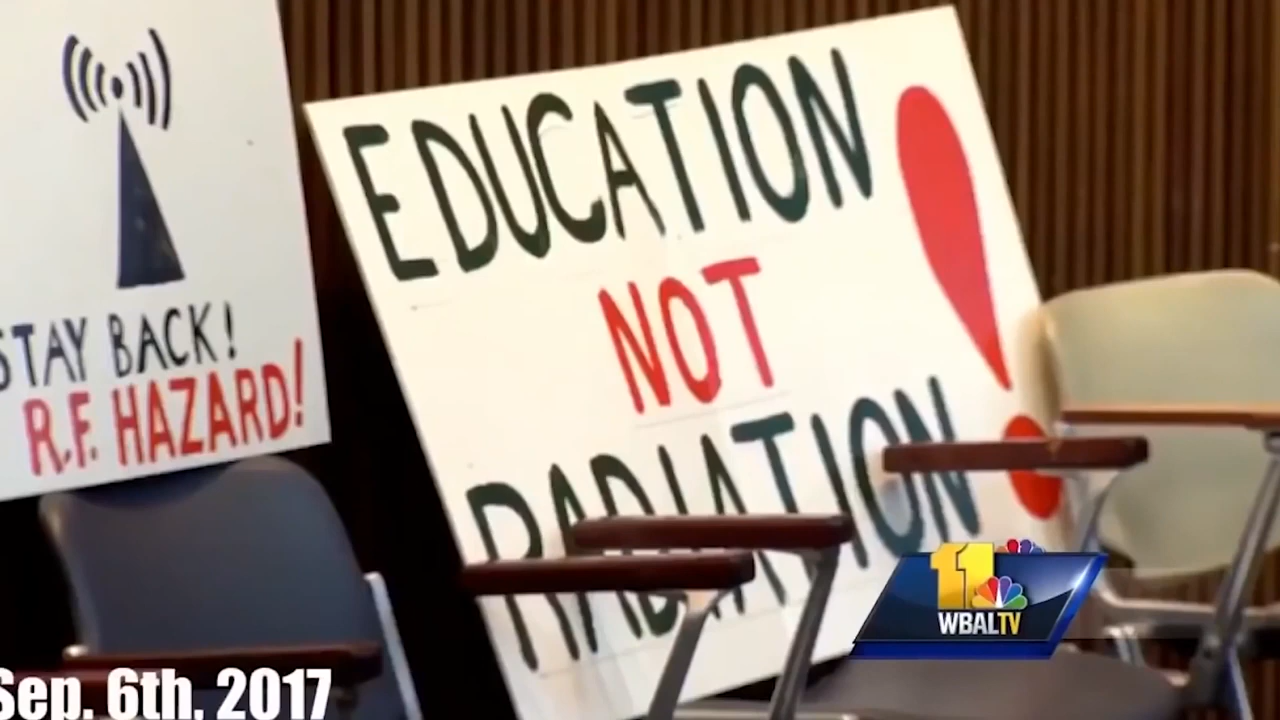 STAY BACK!
R.F. HAZARD!
EDUCATION
NOT
RADIATION!
11
WBALTV
Sep. 6th, 2017